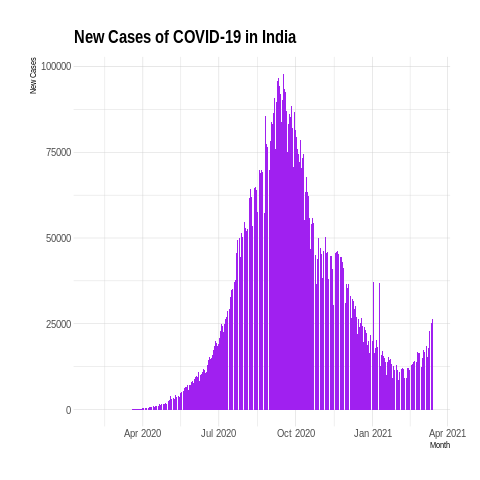 New Cases of COVID-19 in India
New Cases
100000
75000
50000
25000
0
Apr 2020 Jul 2020 Oct 2020 Jan 2021 Apr 2021
Month